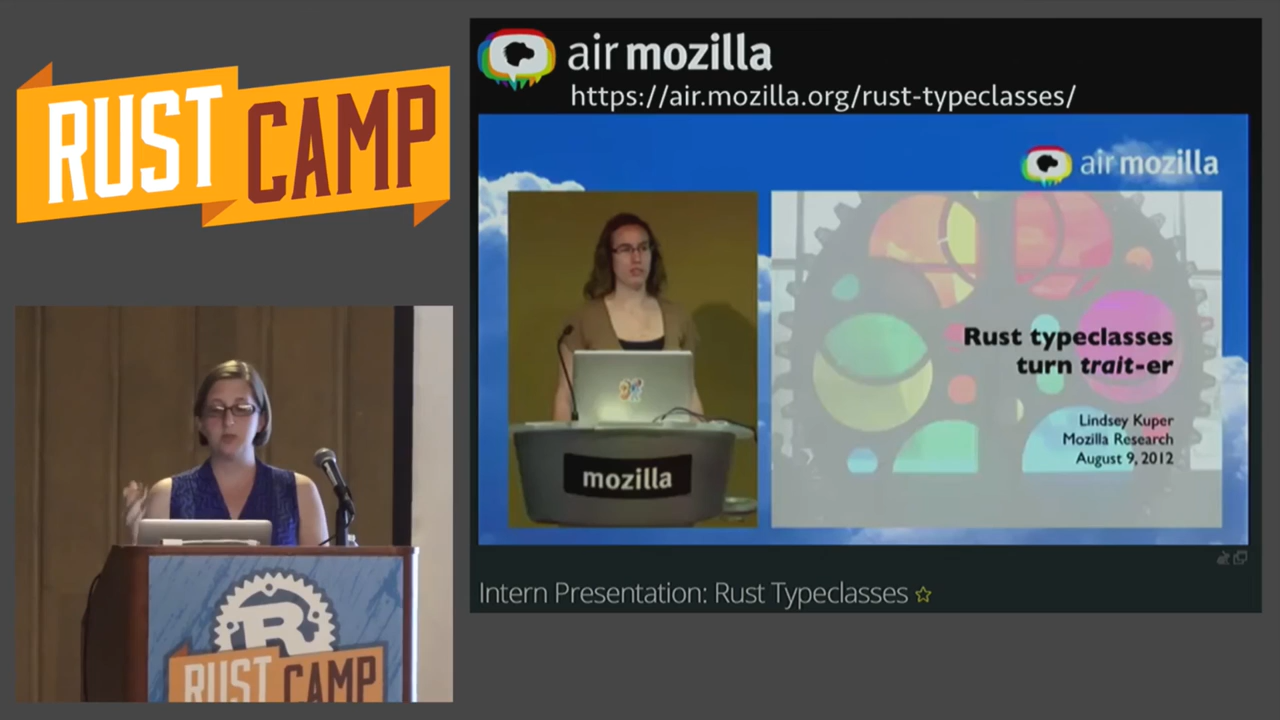 RUST CAMP
air mozilla
https://air.mozilla.org/rust-typeclasses/
air mozilla
Rust typeclasses
turn trait-er
Lindsey Kuper
Mozilla Research
August 9, 2012
mozilla
Intern Presentation: Rust Typeclasses
R
RUST CAMP